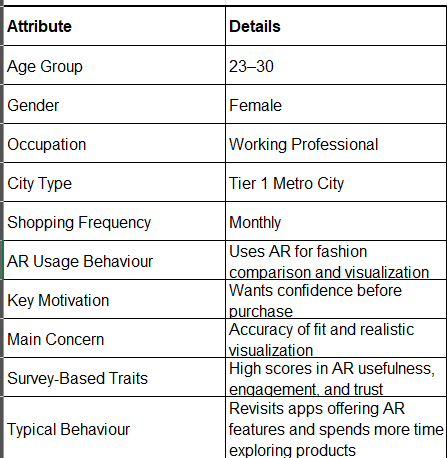 Attribute Details
Age Group 23–30
Gender Female
Occupation Working Professional
City Type Tier 1 Metro City
Shopping Frequency Monthly
AR Usage Behaviour Uses AR for fashion
comparison and visualization
Key Motivation Wants confidence before
purchase
Main Concern Accuracy of fit and realistic
visualization
Survey-Based Traits High scores in AR usefulness,
engagement, and trust
Typical Behaviour Revisits apps offering AR
features and spends more time
exploring products